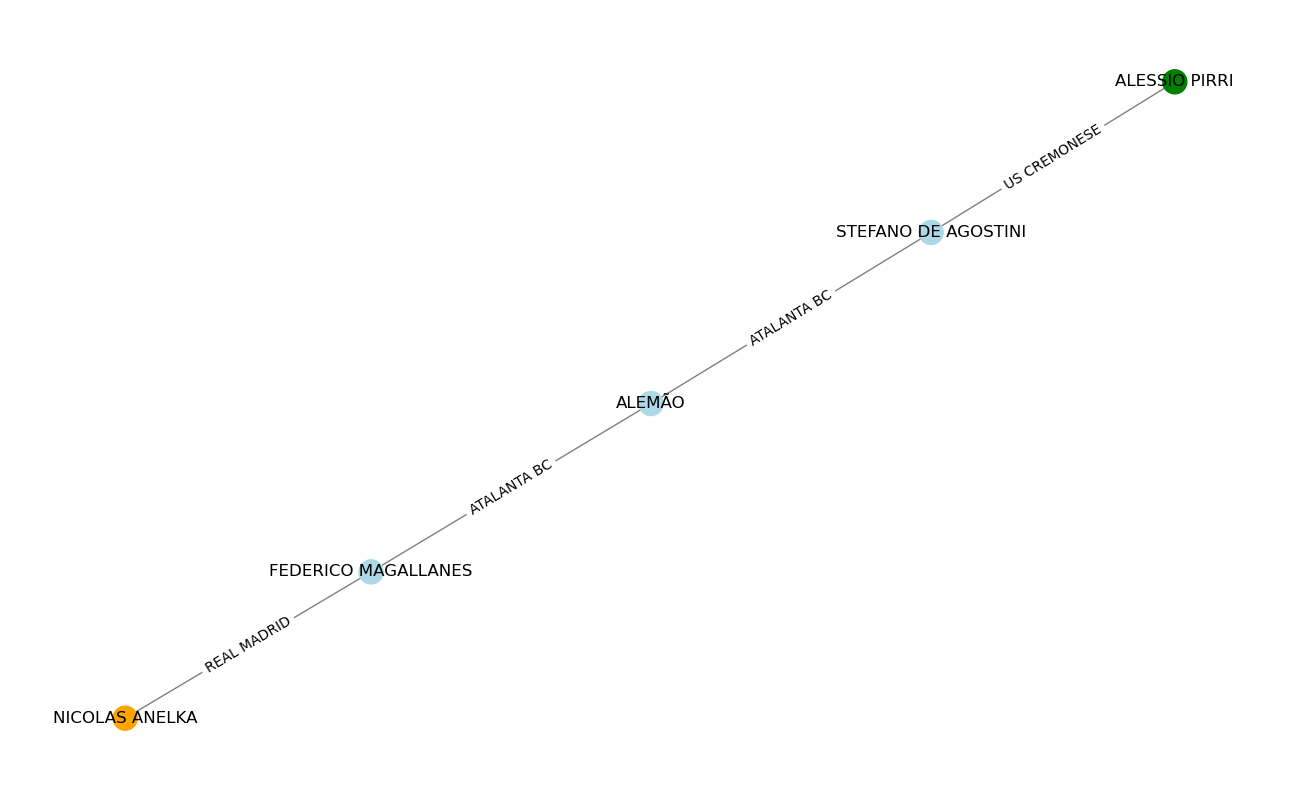 ALESSIO PIRRI
US CREMONESE
STEFANO DE AGOSTINI
ATALANTA BC
ALEMÃO
ATALANTA BC
FEDERICO MAGALLANES
REAL MADRID
NICOLAS ANELKA